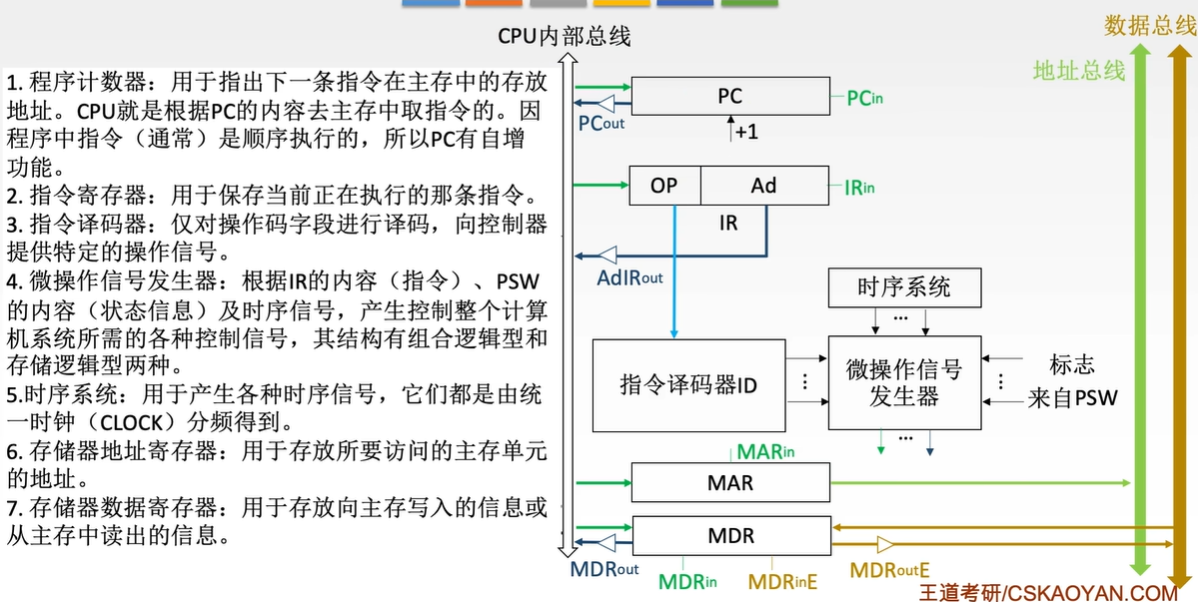 CPU内部总线
数据总线
地址总线
1. 程序计数器：用于指出下一条指令在主存中的存放
地址。CPU就是根据PC的内容去主存中取指令的。因
程序中指令（通常）是顺序执行的，所以PC有自增
功能。
2. 指令寄存器：用于保存当前正在执行的那条指令。
3. 指令译码器：仅对操作码字段进行译码，向控制器
提供特定的操作信号。
4. 微操作信号发生器：根据IR的内容（指令）、PSW
的内容（状态信息）及时序信号，产生控制整个计算
机系统所需的各种控制信号，其结构有组合逻辑型和
存储逻辑型两种。
5.时序系统：用于产生各种时序信号，它们都是由统
一时钟（CLOCK）分频得到。
6. 存储器地址寄存器：用于存放所要访问的主存单元
的地址。
7. 存储器数据寄存器：用于存放向主存写入的信息或
从主存中读出的信息。
PC
PCin
PCout
+1
OP
Ad
IRin
IR
AdIRout
时序系统
...
指令译码器ID
⋮
微操作信号
发生器
⋮
标志
来自PSW
...
MARin
MAR
MDR
MDRout
MDRin
MDRinE
MDRoutE
王道考研/CSKAOYAN.COM